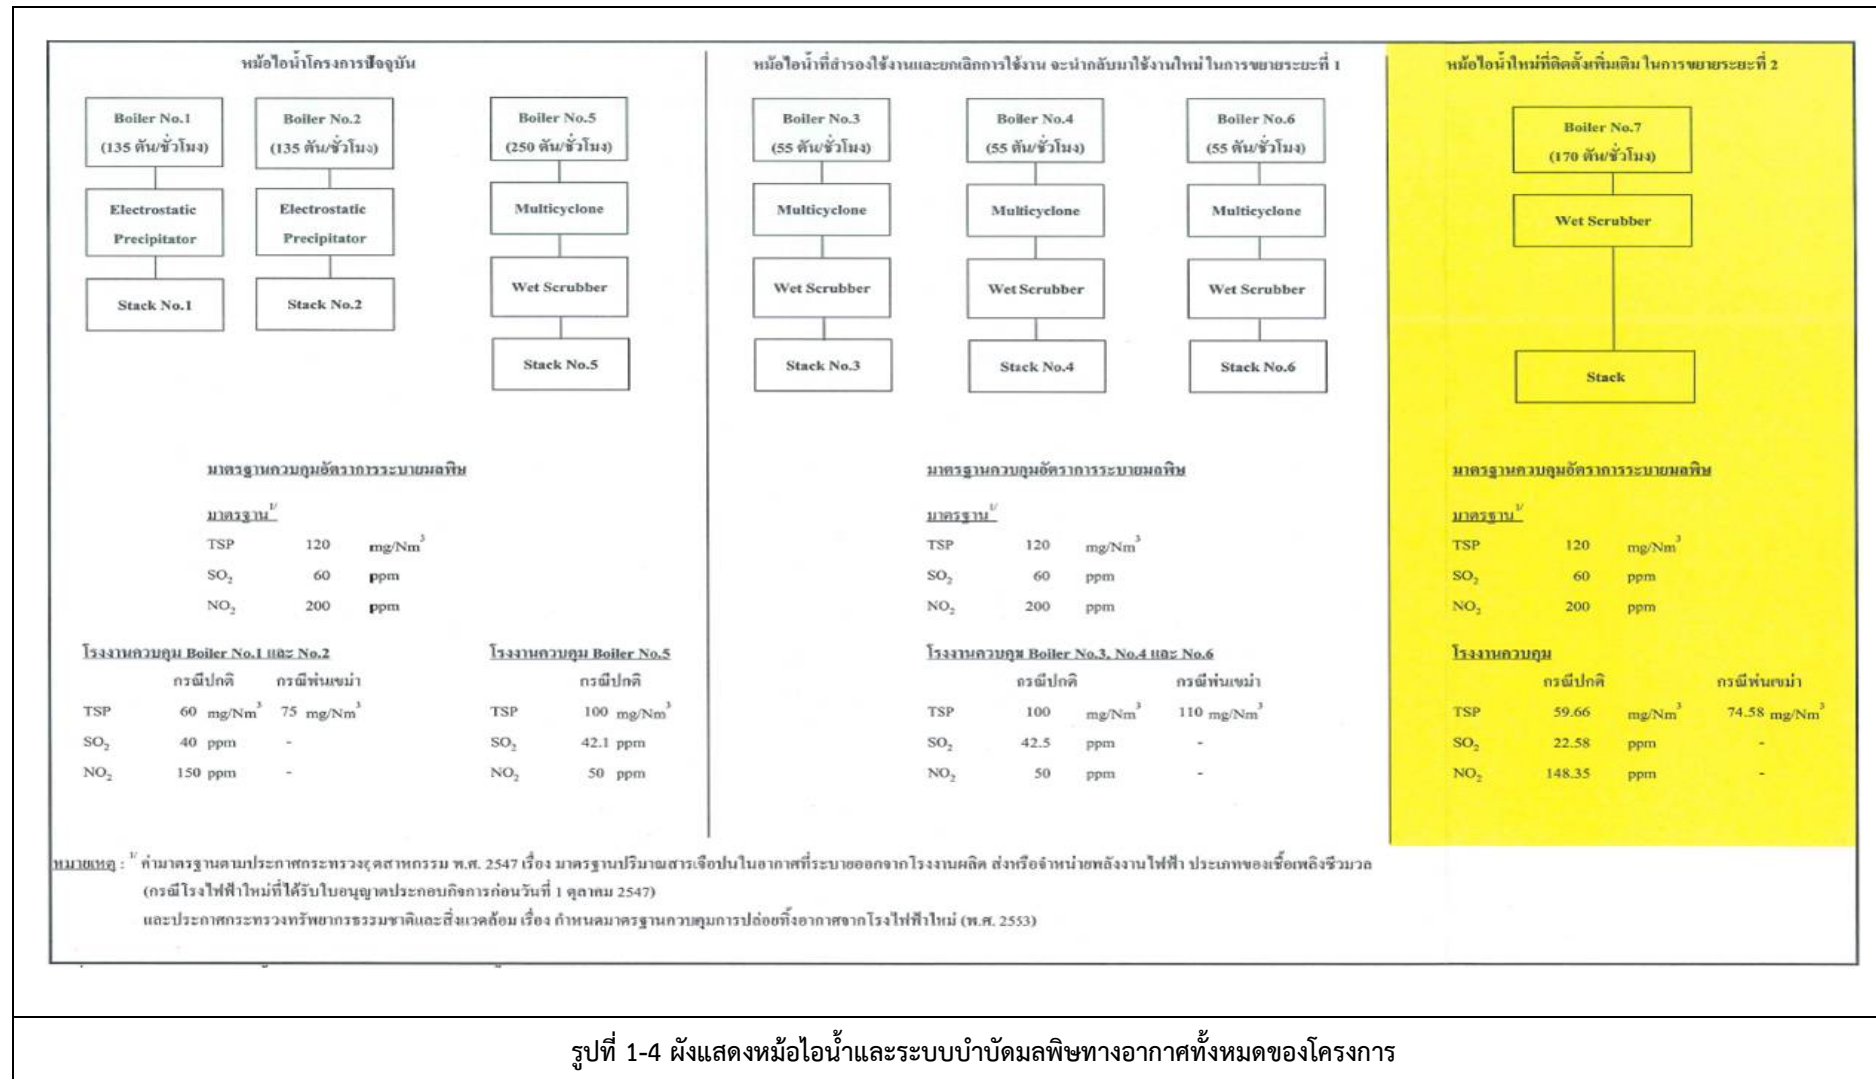 หม้อไอน้ำโครงการปัจจุบัน
Boiler No.1
(135 ตัน/ชั่วโมง)
Electrostatic
Precipitator
Stack No.1
Boiler No.2
(135 ตัน/ชั่วโมง)
Electrostatic
Precipitator
Stack No.2
Boiler No.5
(250 ตัน/ชั่วโมง)
Multicyclone
Wet Scrubber
Stack No.5
มาตรฐานควบคุมอัตราการระบายมลพิษ
มาตรฐาน1/
TSP 120 mg/Nm3
SO2 60 ppm
NO2 200 ppm
โรงงานควบคุม Boiler No.1 และ No.2
กรณีปกติ กรณีพ่นเขม่า
TSP 60 mg/Nm3 75 mg/Nm3
SO2 40 ppm -
NO2 150 ppm -
โรงงานควบคุม Boiler No.5
กรณีปกติ
TSP 100 mg/Nm3
SO2 42.1 ppm
NO2 50 ppm
หม้อไอน้ำที่สำรองใช้งานและยกเลิกการใช้งาน จะนำกลับมาใช้งานใหม่ ในการขยายระยะที่ 1
Boiler No.3
(55 ตัน/ชั่วโมง)
Multicyclone
Wet Scrubber
Stack No.3
Boiler No.4
(55 ตัน/ชั่วโมง)
Multicyclone
Wet Scrubber
Stack No.4
Boiler No.6
(55 ตัน/ชั่วโมง)
Multicyclone
Wet Scrubber
Stack No.6
มาตรฐานควบคุมอัตราการระบายมลพิษ
มาตรฐาน1/
TSP 120 mg/Nm3
SO2 60 ppm
NO2 200 ppm
โรงงานควบคุม Boiler No.3, No.4 และ No.6
กรณีปกติ กรณีพ่นเขม่า
TSP 100 mg/Nm3 110 mg/Nm3
SO2 42.5 ppm -
NO2 50 ppm -
หม้อไอน้ำใหม่ที่ติดตั้งเพิ่มเติม ในการขยายระยะที่ 2
Boiler No.7
(170 ตัน/ชั่วโมง)
Wet Scrubber
Stack
มาตรฐานควบคุมอัตราการระบายมลพิษ
มาตรฐาน1/
TSP 120 mg/Nm3
SO2 60 ppm
NO2 200 ppm
โรงงานควบคุม
กรณีปกติ กรณีพ่นเขม่า
TSP 59.66 mg/Nm3 74.58 mg/Nm3
SO2 22.58 ppm -
NO2 148.35 ppm -
หมายเหตุ : 1/ ค่ามาตรฐานตามประกาศกระทรวงอุตสาหกรรม พ.ศ. 2547 เรื่อง มาตรฐานปริมาณสารเจือปนในอากาศที่ระบายออกจากโรงงานผลิต ส่งหรือจำหน่ายพลังงานไฟฟ้า ประเภทของเชื้อเพลิงชีวมวล
(กรณีโรงไฟฟ้าใหม่ที่ได้รับใบอนุญาตประกอบกิจการก่อนวันที่ 1 ตุลาคม 2547)
และประกาศกระทรวงทรัพยากรธรรมชาติและสิ่งแวดล้อม เรื่อง กำหนดมาตรฐานควบคุมการปล่อยทิ้งอากาศจากโรงไฟฟ้าใหม่ (พ.ศ. 2553)
รูปที่ 1-4 ผังแสดงหม้อไอน้ำและระบบบำบัดมลพิษทางอากาศทั้งหมดของโครงการ